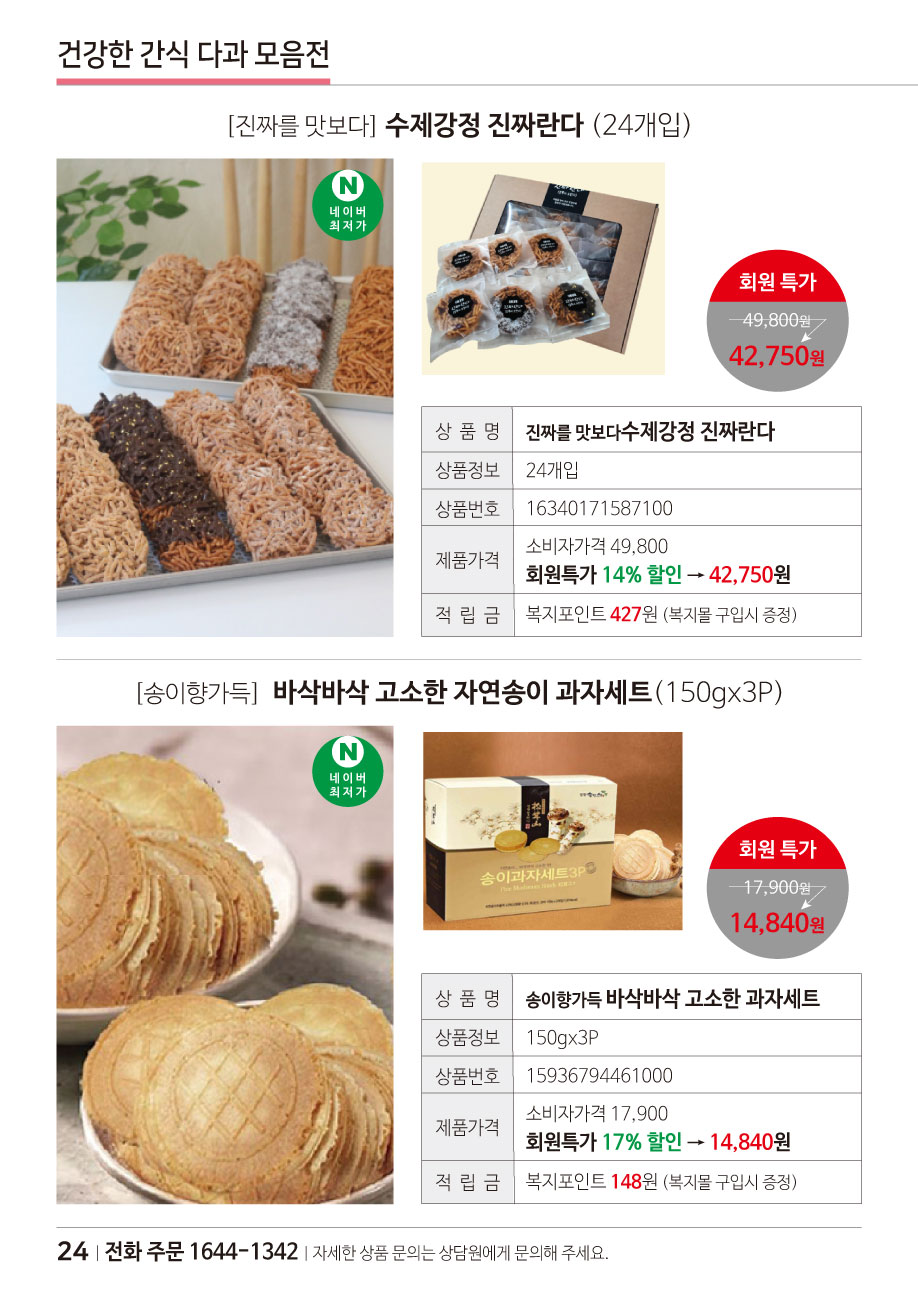 건강한 간식 다과 모음전
[진짜를 맛보다] 수제강정 진짜란다 (24개입)
N
네이버
최저가
진짜란다
회원 특가
49,800원
42,750원
상 품 명 진짜를 맛보다수제강정 진짜란다
상품정보 24개입
상품번호 16340171587100
제품가격 소비자가격 49,800
회원특가 14% 할인 → 42,750원
적 립 금 복지포인트 427원 (복지몰 구입시 증정)
[송이향가득] 바삭바삭 고소한 자연송이 과자세트(150gx3P)
N
네이버
최저가
松茸山
송이과자세트3P
회원 특가
17,900원
14,840원
상 품 명 송이향가득 바삭바삭 고소한 과자세트
상품정보 150gx3P
상품번호 15936794461000
제품가격 소비자가격 17,900
회원특가 17% 할인 → 14,840원
적 립 금 복지포인트 148원 (복지몰 구입시 증정)
24 | 전화 주문 1644-1342 | 자세한 상품 문의는 상담원에게 문의해 주세요.